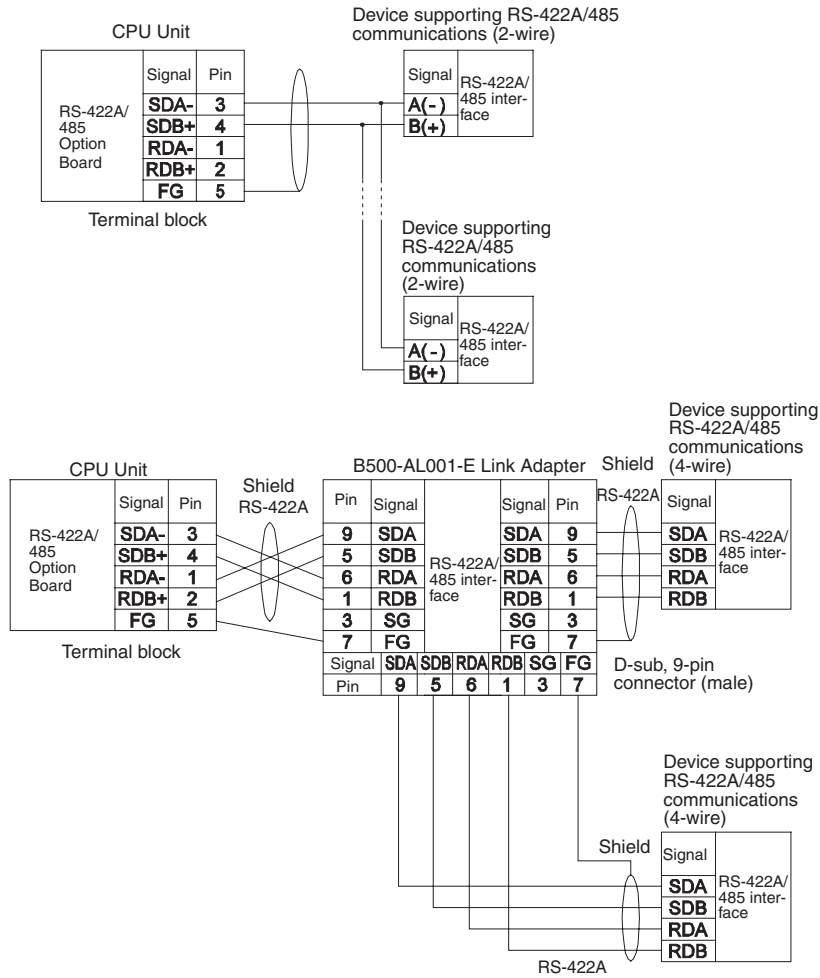 CPU Unit
Device supporting RS-422A/485
communications (2-wire)
RS-422A/
485
Option
Board
Signal Pin
SDA- 3
SDB+ 4
RDA- 1
RDB+ 2
FG 5
Terminal block
Signal
A(-)
B(+)
RS-422A/
485 inter-
face
Device supporting
RS-422A/485
communications
(2-wire)
Signal
A(-)
B(+)
RS-422A/
485 inter-
face
CPU Unit
RS-422A/
485
Option
Board
Signal Pin
SDA- 3
SDB+ 4
RDA- 1
RDB+ 2
FG 5
Terminal block
Shield
RS-422A
B500-AL001-E Link Adapter
Pin Signal
9 SDA
5 SDB
6 RDA
1 RDB
3 SG
7 FG
RS-422A/
485 inter-
face
Signal Pin
SDA 9
SDB 5
RDA 6
RDB 1
SG 3
FG 7
Signal SDA SDB RDA RDB SG FG
Pin 9 5 6 1 3 7
D-sub, 9-pin
connector (male)
Shield
RS-422A
Device supporting
RS-422A/485
communications
(4-wire)
Signal
SDA
SDB
RDA
RDB
RS-422A/
485 inter-
face
Device supporting
RS-422A/485
communications
(4-wire)
Shield
Signal
SDA
SDB
RDA
RDB
RS-422A/
485 inter-
face
RS-422A